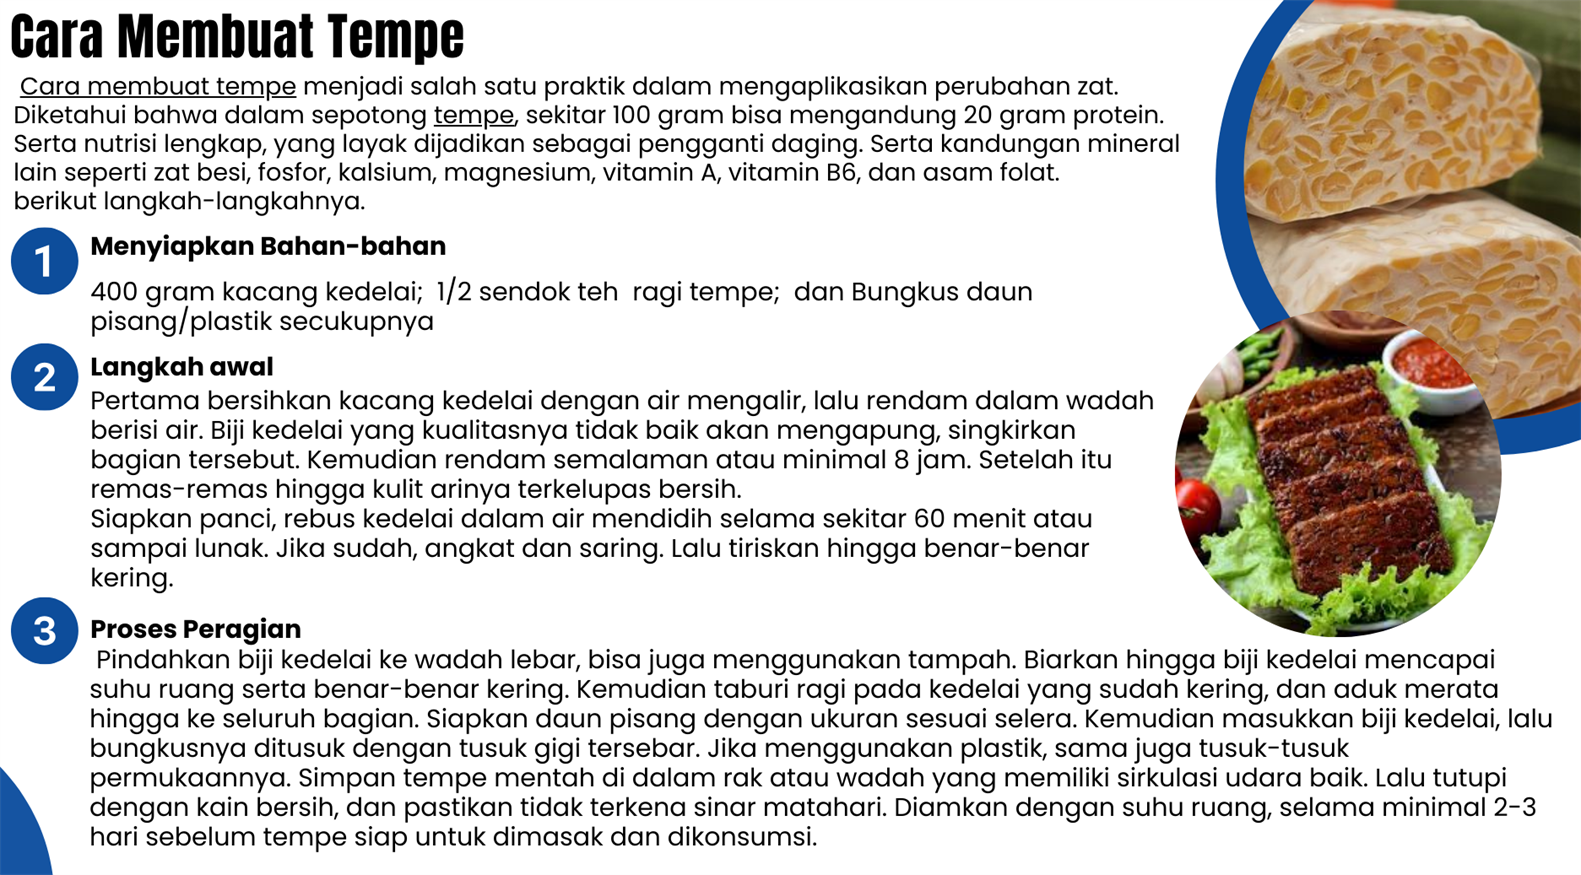 Cara Membuat Tempe
Cara membuat tempe menjadi salah satu praktik dalam mengaplikasikan perubahan zat.
Diketahui bahwa dalam sepotong tempe, sekitar 100 gram bisa mengandung 20 gram protein.
Serta nutrisi lengkap, yang layak dijadikan sebagai pengganti daging. Serta kandungan mineral
lain seperti zat besi, fosfor, kalsium, magnesium, vitamin A, vitamin B6, dan asam folat.
berikut langkah-langkahnya.
1
Menyiapkan Bahan-bahan
400 gram kacang kedelai; 1/2 sendok teh ragi tempe; dan Bungkus daun
pisang/plastik secukupnya
2
Langkah awal
Pertama bersihkan kacang kedelai dengan air mengalir, lalu rendam dalam wadah
berisi air. Biji kedelai yang kualitasnya tidak baik akan mengapung, singkirkan
bagian tersebut. Kemudian rendam semalaman atau minimal 8 jam. Setelah itu
remas-remas hingga kulit arinya terkelupas bersih.
Siapkan panci, rebus kedelai dalam air mendidih selama sekitar 60 menit atau
sampai lunak. Jika sudah, angkat dan saring. Lalu tiriskan hingga benar-benar
kering.
3
Proses Peragian
Pindahkan biji kedelai ke wadah lebar, bisa juga menggunakan tampah. Biarkan hingga biji kedelai mencapai
suhu ruang serta benar-benar kering. Kemudian taburi ragi pada kedelai yang sudah kering, dan aduk merata
hingga ke seluruh bagian. Siapkan daun pisang dengan ukuran sesuai selera. Kemudian masukkan biji kedelai, lalu
bungkusnya ditusuk dengan tusuk gigi tersebar. Jika menggunakan plastik, sama juga tusuk-tusuk
permukaannya. Simpan tempe mentah di dalam rak atau wadah yang memiliki sirkulasi udara baik. Lalu tutupi
dengan kain bersih, dan pastikan tidak terkena sinar matahari. Diamkan dengan suhu ruang, selama minimal 2-3
hari sebelum tempe siap untuk dimasak dan dikonsumsi.